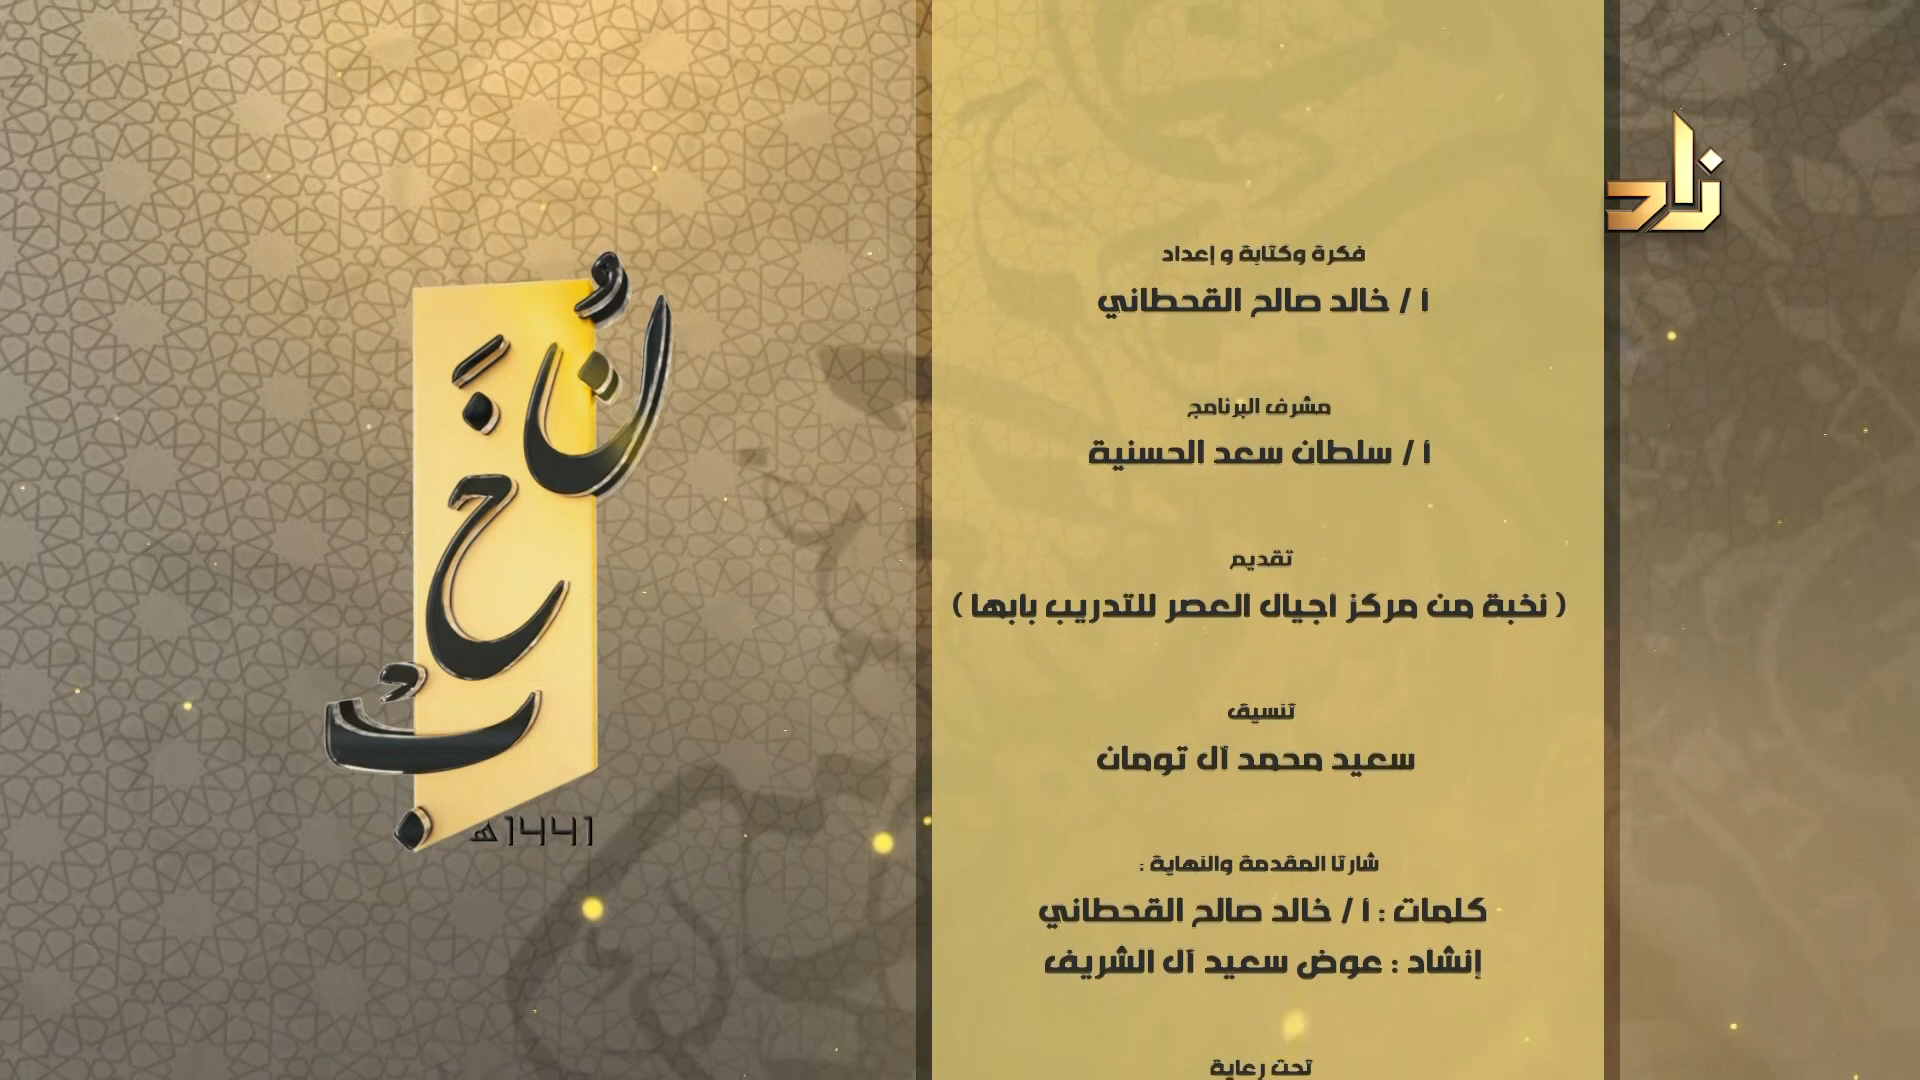 زاد
فكرة وكتابة و إعداد
أ / خالد صالح القحطاني
مشرف البرنامج
أ / سلطان سعد الحسنية
تقديم
( نخبة من مركز اجيال العصر للتدريب بابها )
تنسيق
سعيد محمد آل تومان
شارتا المقدمة والنهاية :
كلمات : أ / خالد صالح القحطاني
إنشاد : عوض سعيد آل الشريف
تحت رعاية
1441هـ